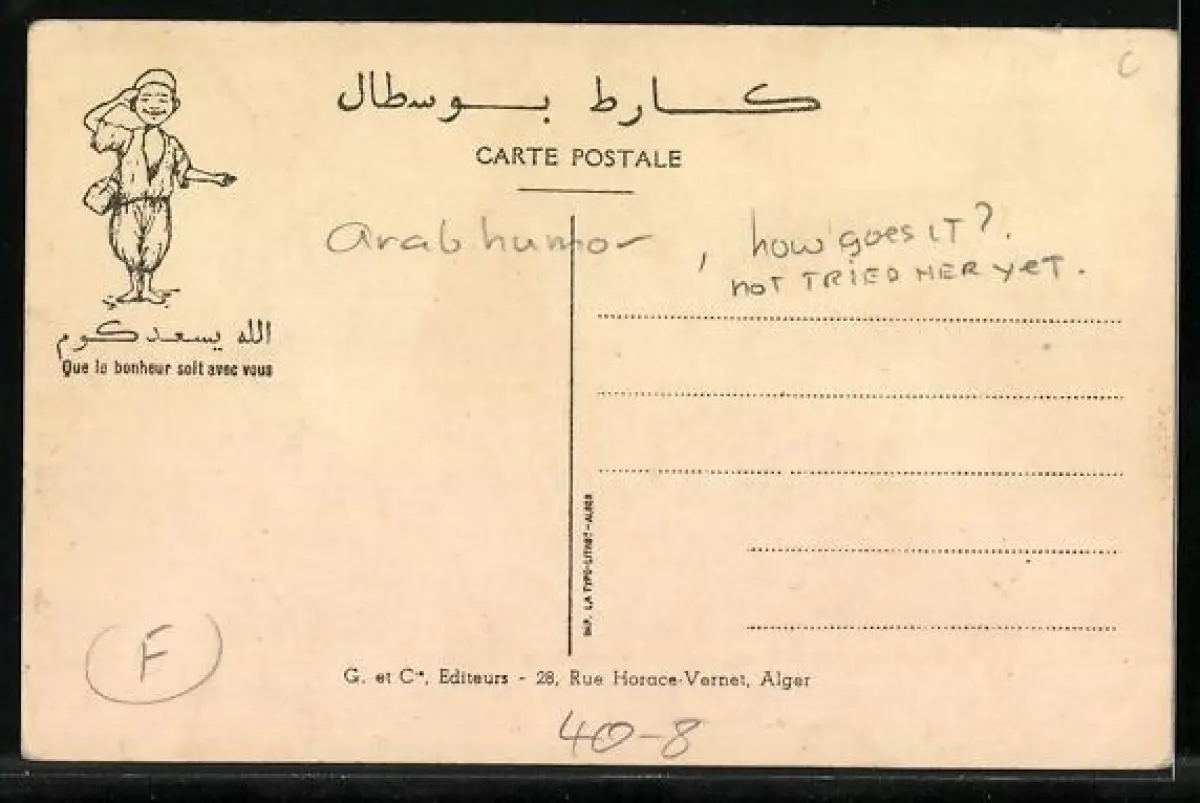 C
كارط بوسطال
CARTE POSTALE
arab humor, how goes IT?.
not TRIED HER yet.
الله يسعدكوم
Que le bonheur soit avec vous
IMP. LA TYPO-LITHO - ALGER
F
G. et Cie, Editeurs - 28, Rue Horace-Vernet, Alger
40-8